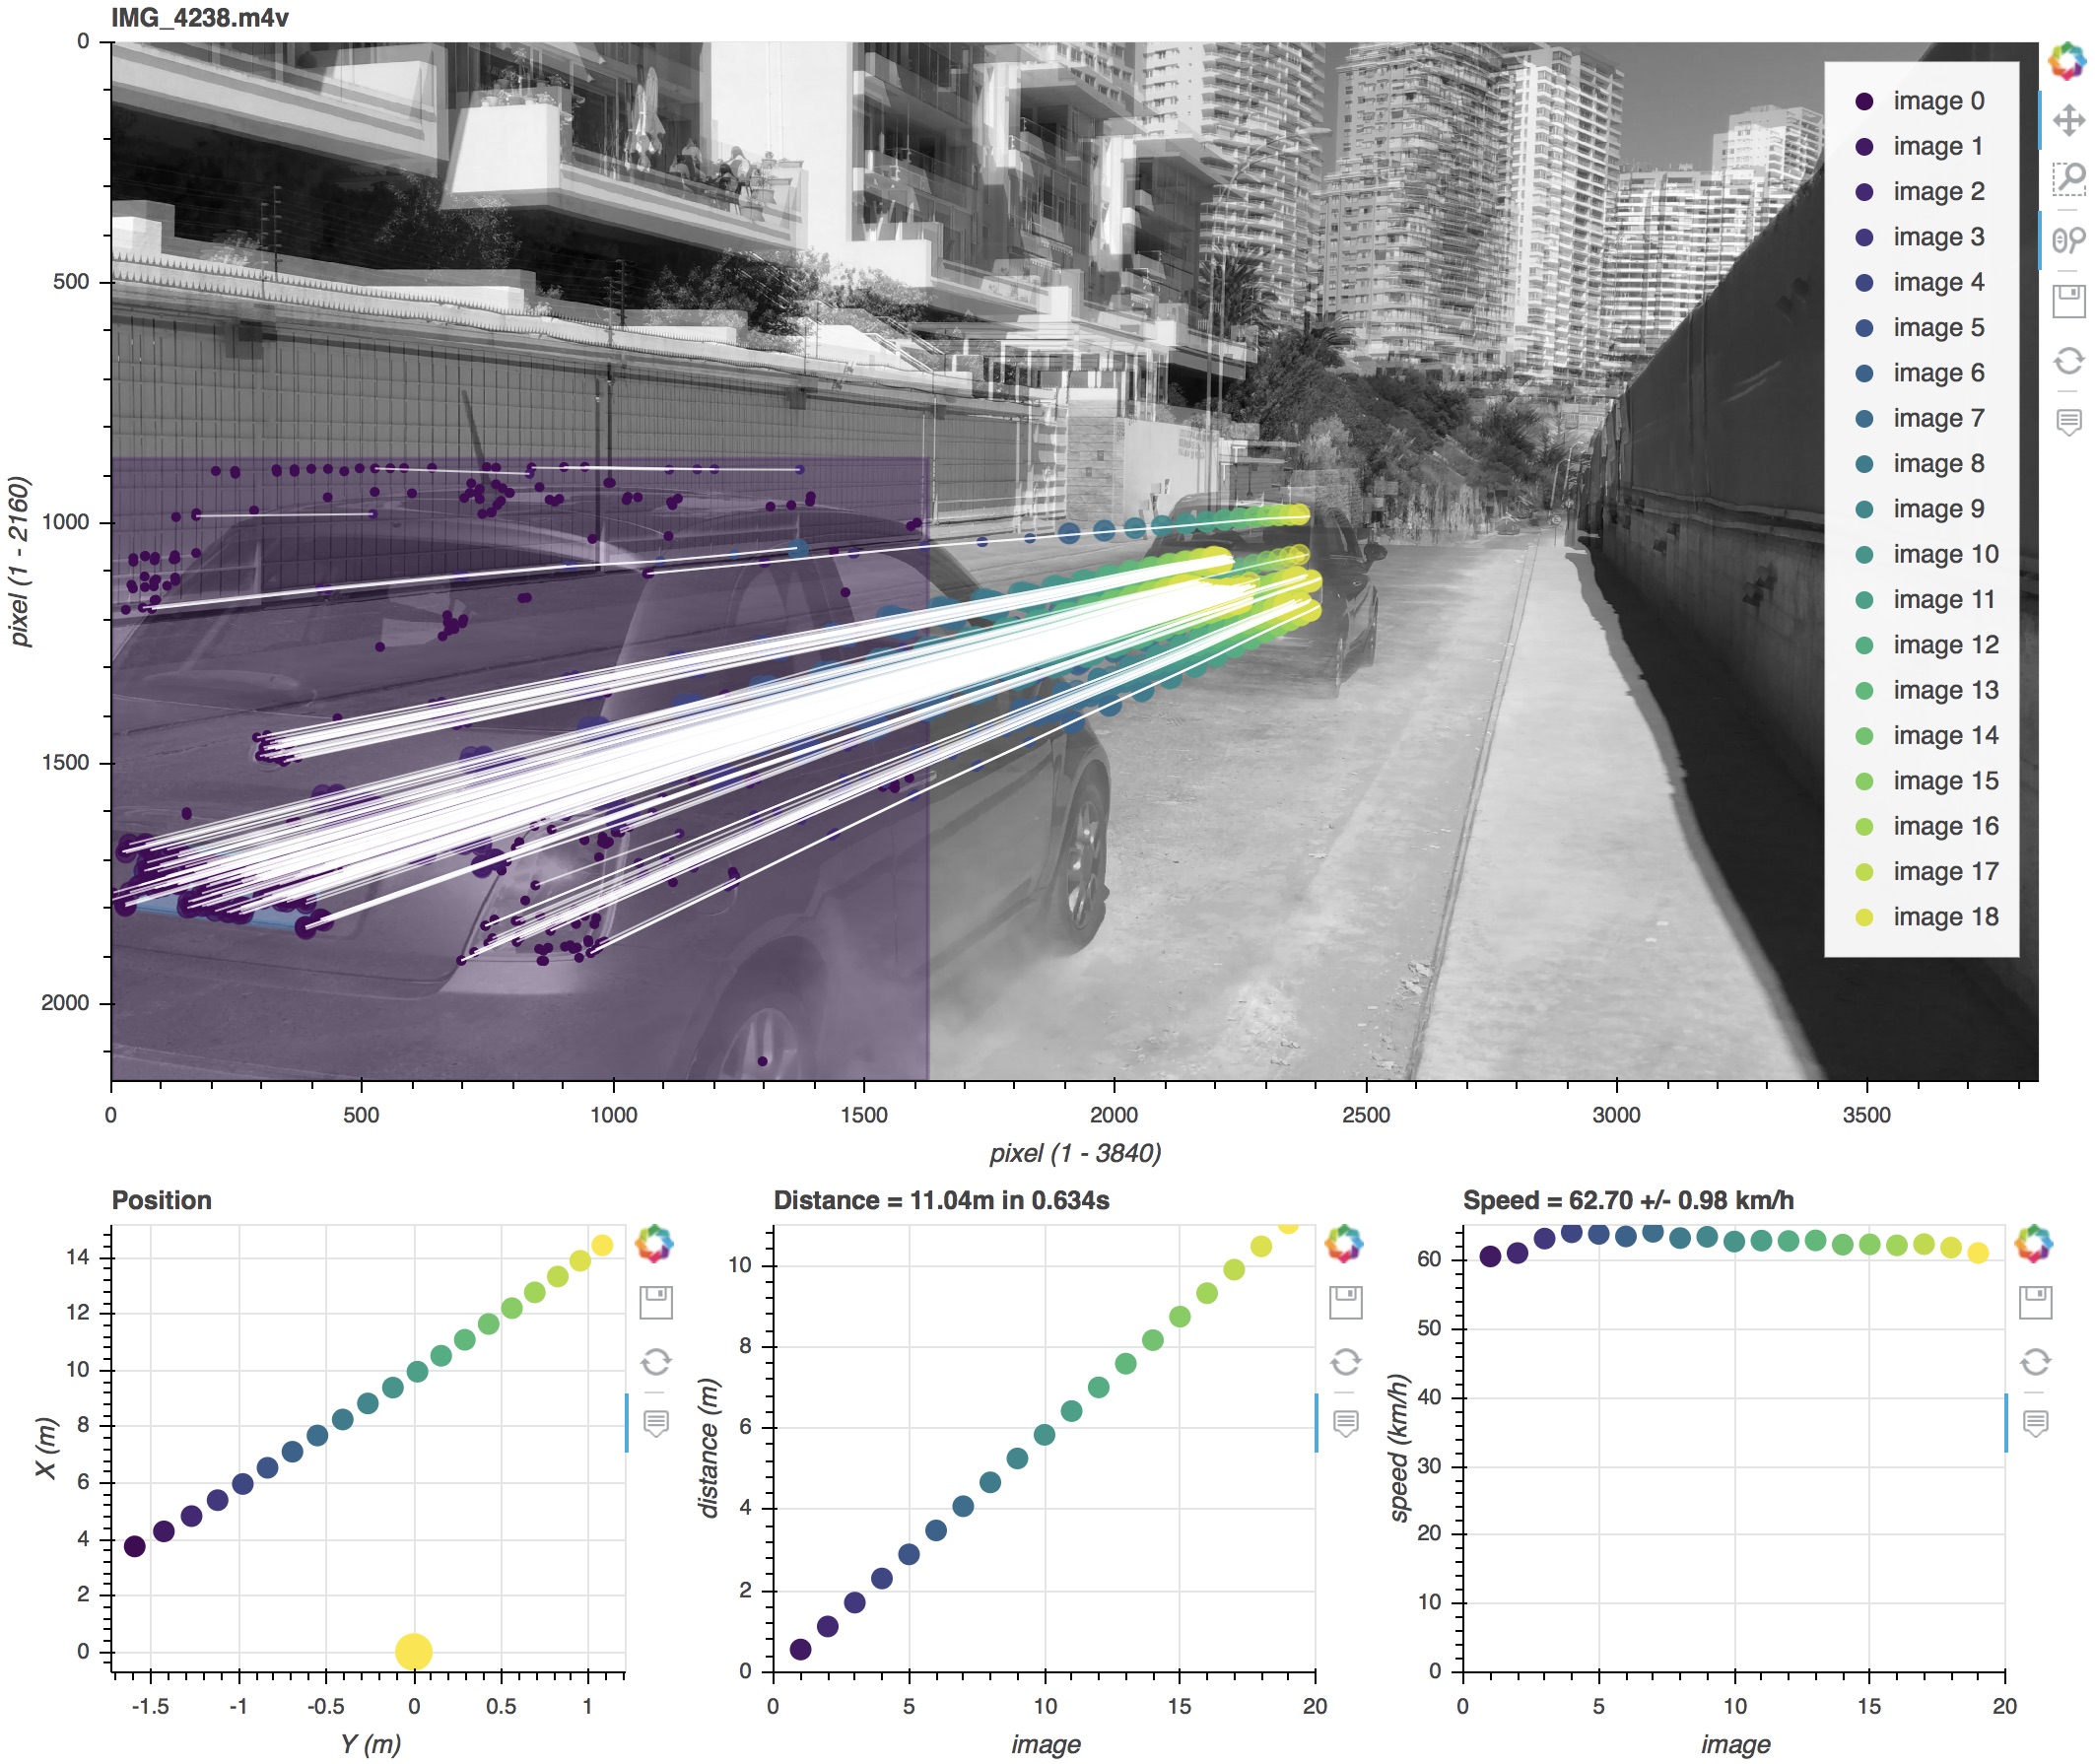 IMG_4238.m4v
0
500
1000
1500
2000
pixel (1 - 2160)
0 500 1000 1500 2000 2500 3000 3500
pixel (1 - 3840)
image 0
image 1
image 2
image 3
image 4
image 5
image 6
image 7
image 8
image 9
image 10
image 11
image 12
image 13
image 14
image 15
image 16
image 17
image 18
Position
14
12
10
8
6
4
2
0
X (m)
-1.5 -1 -0.5 0 0.5 1
Y (m)
Distance = 11.04m in 0.634s
10
8
6
4
2
0
distance (m)
0 5 10 15 20
image
Speed = 62.70 +/- 0.98 km/h
60
50
40
30
20
10
0
speed (km/h)
0 5 10 15 20
image